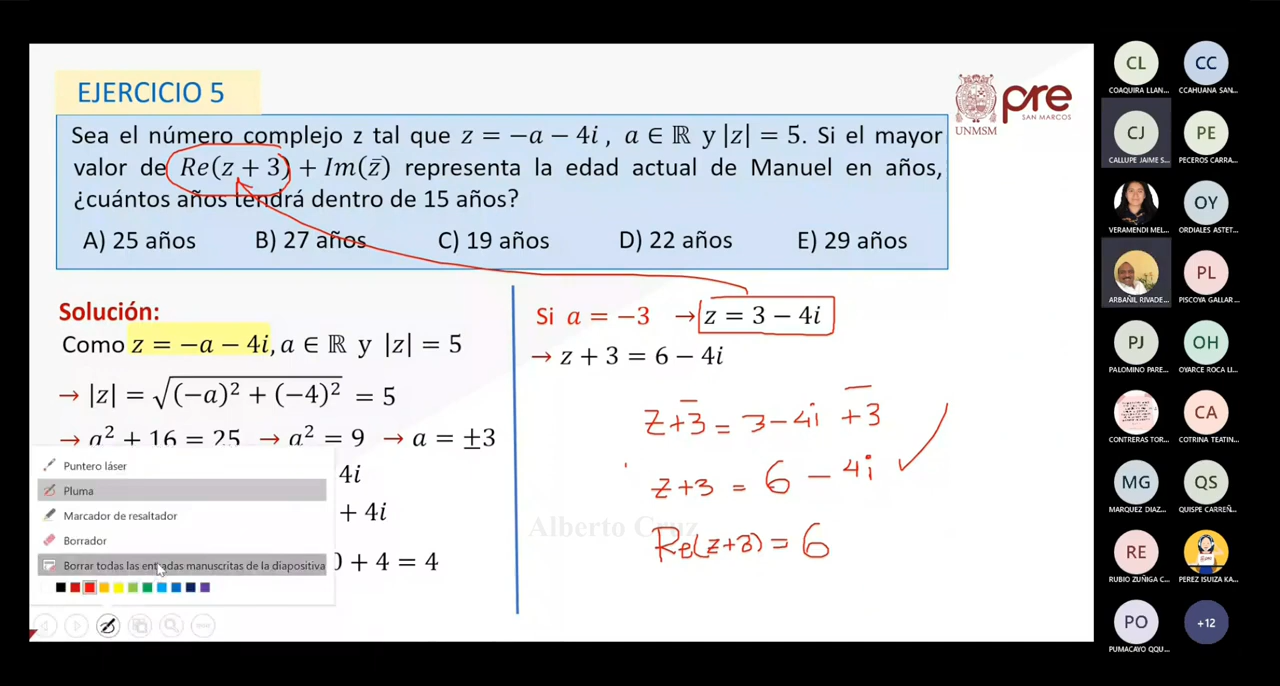 EJERCICIO 5
UNMSM
pre
SAN MARCOS
Sea el número complejo z tal que z = −a − 4i , a ∈ ℝ y |z| = 5. Si el mayor
valor de Re(z + 3) + Im(z̄) representa la edad actual de Manuel en años,
¿cuántos años tendrá dentro de 15 años?
A) 25 años B) 27 años C) 19 años D) 22 años E) 29 años
Solución:
Como z = −a − 4i, a ∈ ℝ y |z| = 5
→ |z| = √(−a)² + (−4)² = 5
→ a² + 16 = 25 → a² = 9 → a = ±3
4i
+ 4i
0 + 4 = 4
Puntero láser
Pluma
Marcador de resaltador
Borrador
Borrar todas las entradas manuscritas de la diapositiva
Si a = −3 → z = 3 − 4i
→ z + 3 = 6 − 4i
z+3 = 3−4i +3
z+3 = 6 − 4i
Alberto Cruz
Re(z+3) = 6
CL
COAQUIRA LLAN...
CC
CCAHUANA SAN...
CJ
CALLUPE JAIME S...
PE
PECEROS CARRA...
VERAMENDI MEL...
OY
ORDIALES ASTET...
ARBAÑIL RIVADE...
PL
PISCOYA GALLAR...
PJ
PALOMINO PARE...
OH
OYARCE ROCA LI...
CONTRERAS TOR...
CA
COTRINA TEATIN...
MG
MARQUEZ DIAZ...
QS
QUISPE CARREÑ...
RE
RUBIO ZUÑIGA C...
PEREZ ISUIZA KA...
PO
PUMACAYO QQU...
+12